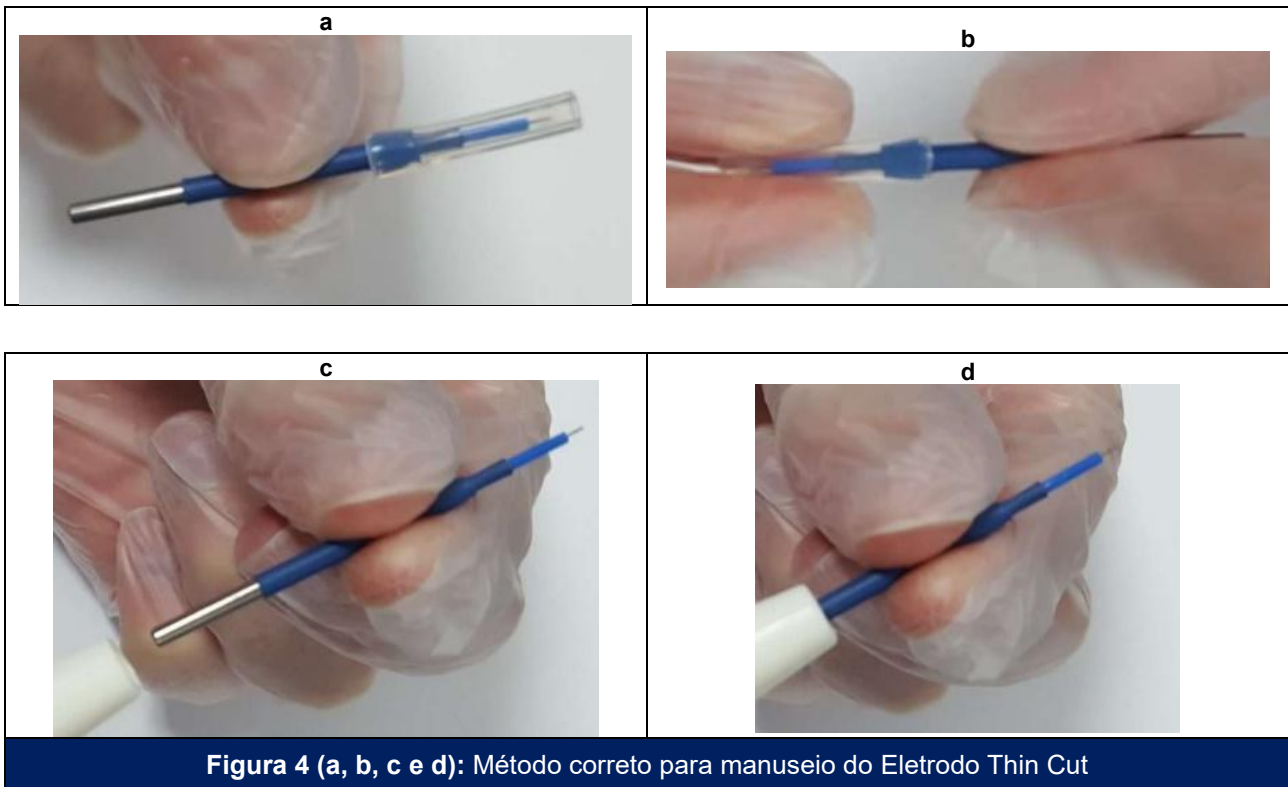 a
b
c
d
Figura 4 (a, b, c e d): Método correto para manuseio do Eletrodo Thin Cut